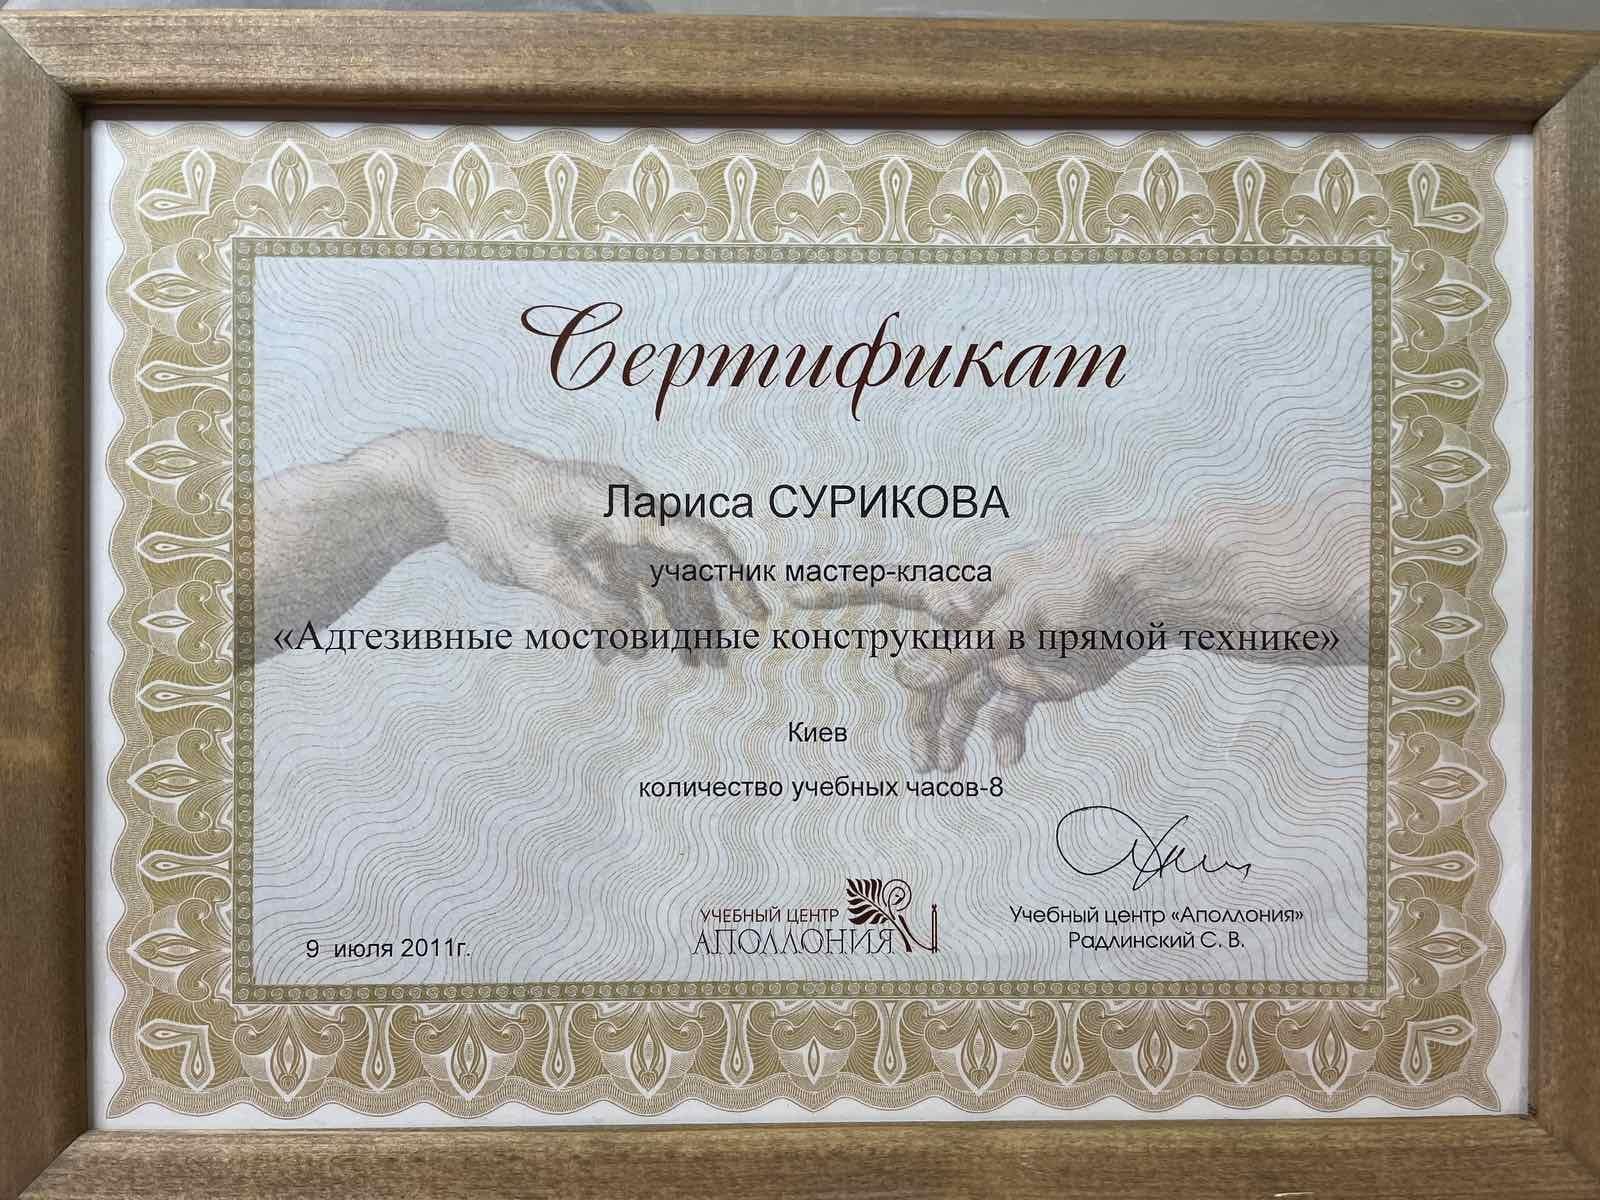 Сертификат
Лариса СУРИКОВА
участник мастер-класса
«Адгезивные мостовидные конструкции в прямой технике»
Киев
количество учебных часов-8
9 июля 2011г.
УЧЕБНЫЙ ЦЕНТР
АПОЛЛОНИЯ
Учебный центр «Аполлония»
Радлинский С. В.